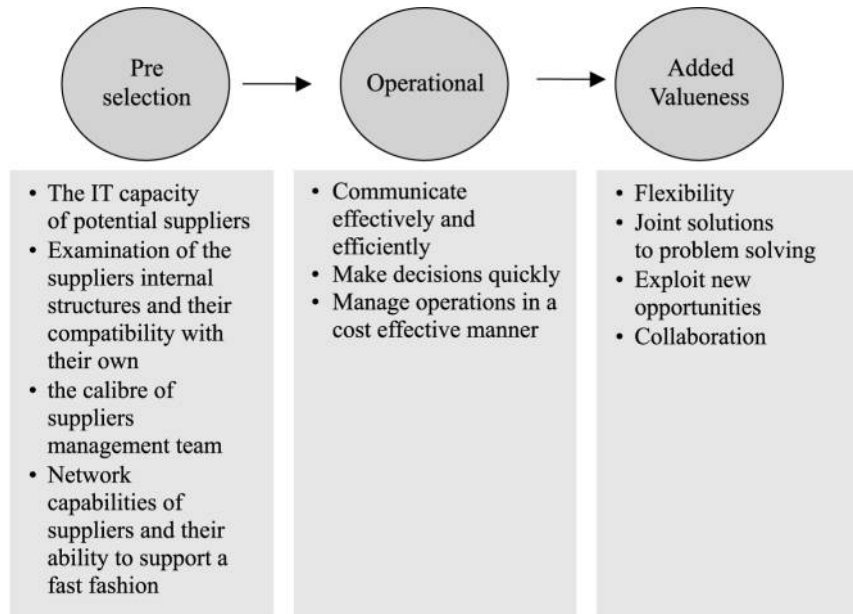 Pre
selection
Operational
Added
Valueness
• The IT capacity
of potential suppliers
• Examination of the
suppliers internal
structures and their
compatibility with
their own
• the calibre of
suppliers
management team
• Network
capabilities of
suppliers and their
ability to support a
fast fashion
• Communicate
effectively and
efficiently
• Make decisions quickly
• Manage operations in a
cost effective manner
• Flexibility
• Joint solutions
to problem solving
• Exploit new
opportunities
• Collaboration